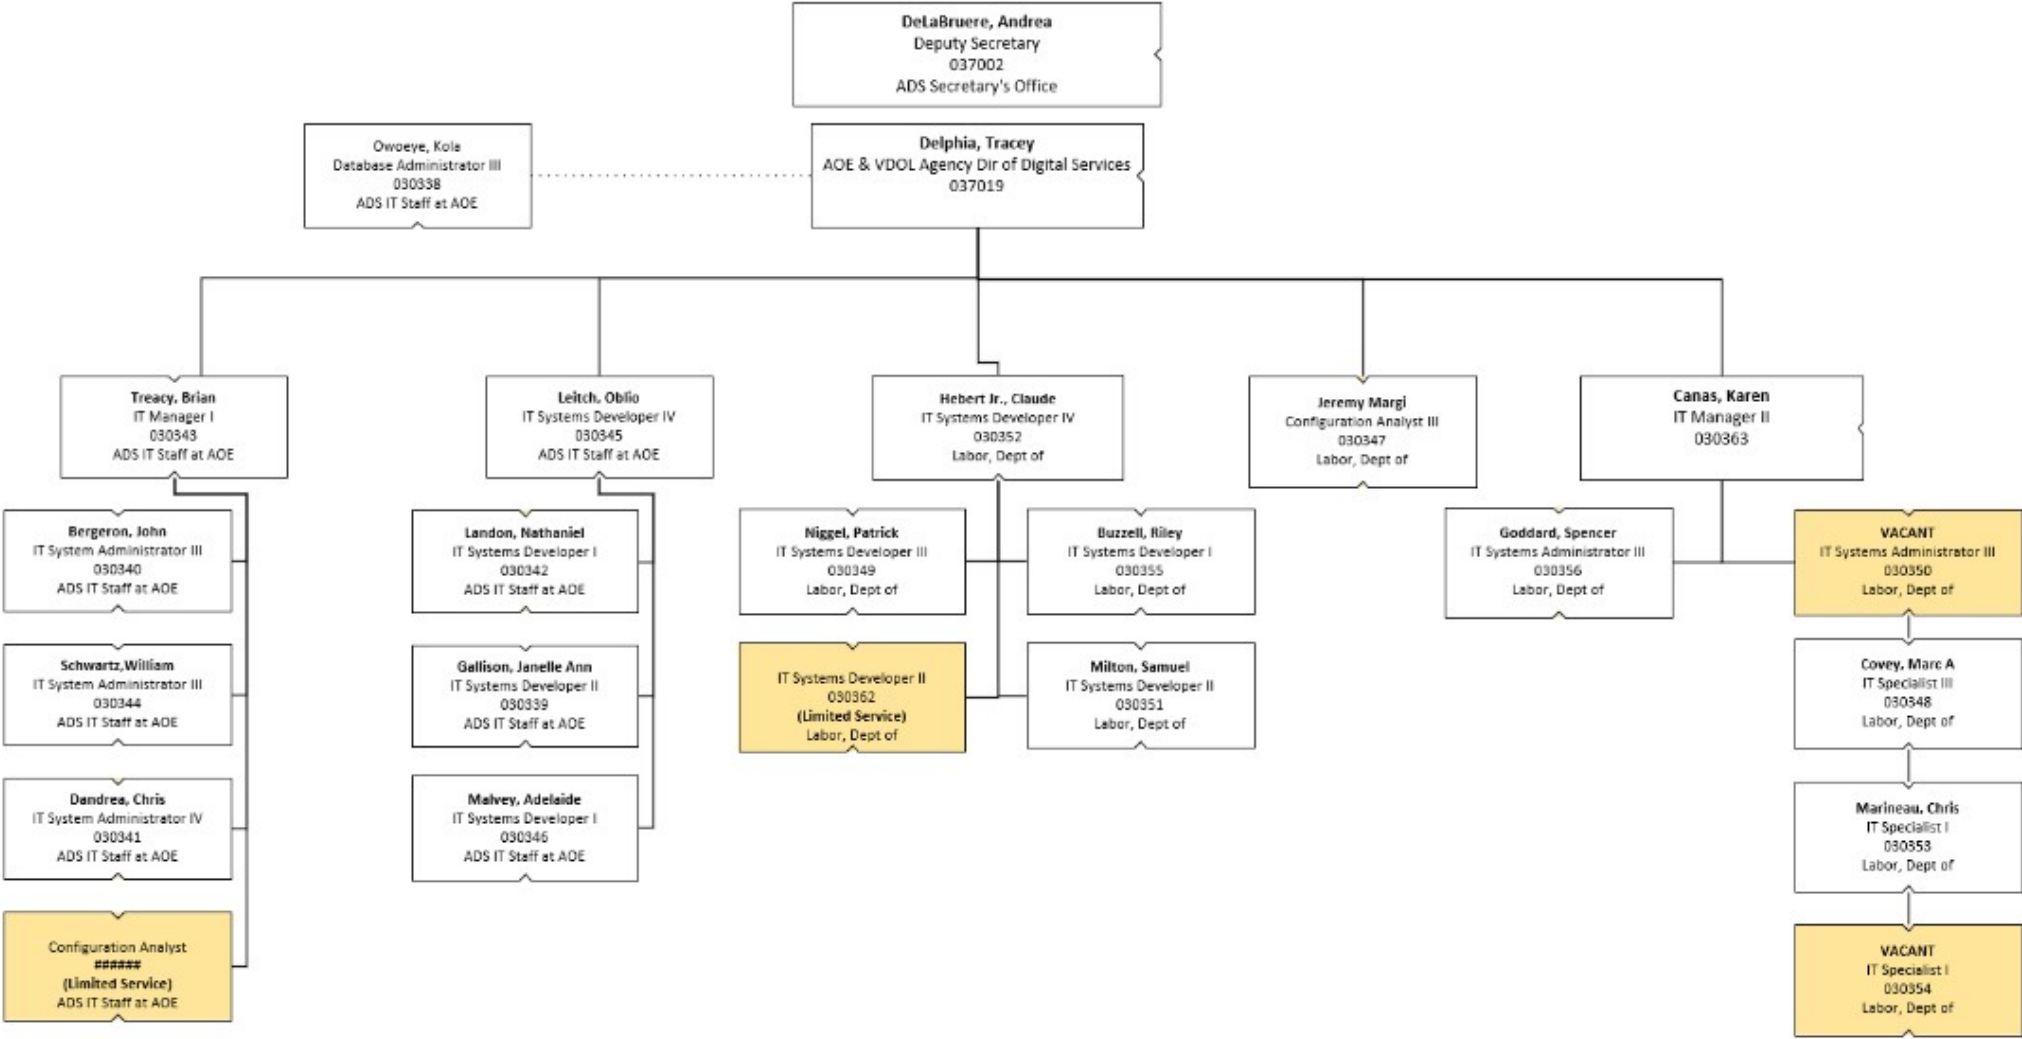 DeLaBruere, Andrea
Deputy Secretary
037002
ADS Secretary's Office
Owoeye, Kola
Database Administrator III
030338
ADS IT Staff at AOE
Delphia, Tracey
AOE & VDOL Agency Dir of Digital Services
037019
Treacy, Brian
IT Manager I
030343
ADS IT Staff at AOE
Leitch, Oblio
IT Systems Developer IV
030345
ADS IT Staff at AOE
Hebert Jr., Claude
IT Systems Developer IV
030352
Labor, Dept of
Jeremy Margi
Configuration Analyst III
030347
Labor, Dept of
Canas, Karen
IT Manager II
030363
Bergeron, John
IT System Administrator III
030340
ADS IT Staff at AOE
Landon, Nathaniel
IT Systems Developer I
030342
ADS IT Staff at AOE
Niggel, Patrick
IT Systems Developer III
030349
Labor, Dept of
Buzzell, Riley
IT Systems Developer I
030355
Labor, Dept of
Goddard, Spencer
IT Systems Administrator III
030356
Labor, Dept of
VACANT
IT Systems Administrator III
030350
Labor, Dept of
Schwartz,William
IT System Administrator III
030344
ADS IT Staff at AOE
Gallison, Janelle Ann
IT Systems Developer II
030339
ADS IT Staff at AOE
IT Systems Developer II
030362
(Limited Service)
Labor, Dept of
Milton, Samuel
IT Systems Developer II
030351
Labor, Dept of
Covey, Marc A
IT Specialist III
030348
Labor, Dept of
Dandrea, Chris
IT System Administrator IV
030341
ADS IT Staff at AOE
Malvey, Adelaide
IT Systems Developer I
030346
ADS IT Staff at AOE
Marineau, Chris
IT Specialist I
030353
Labor, Dept of
Configuration Analyst
######
(Limited Service)
ADS IT Staff at AOE
VACANT
IT Specialist I
030354
Labor, Dept of